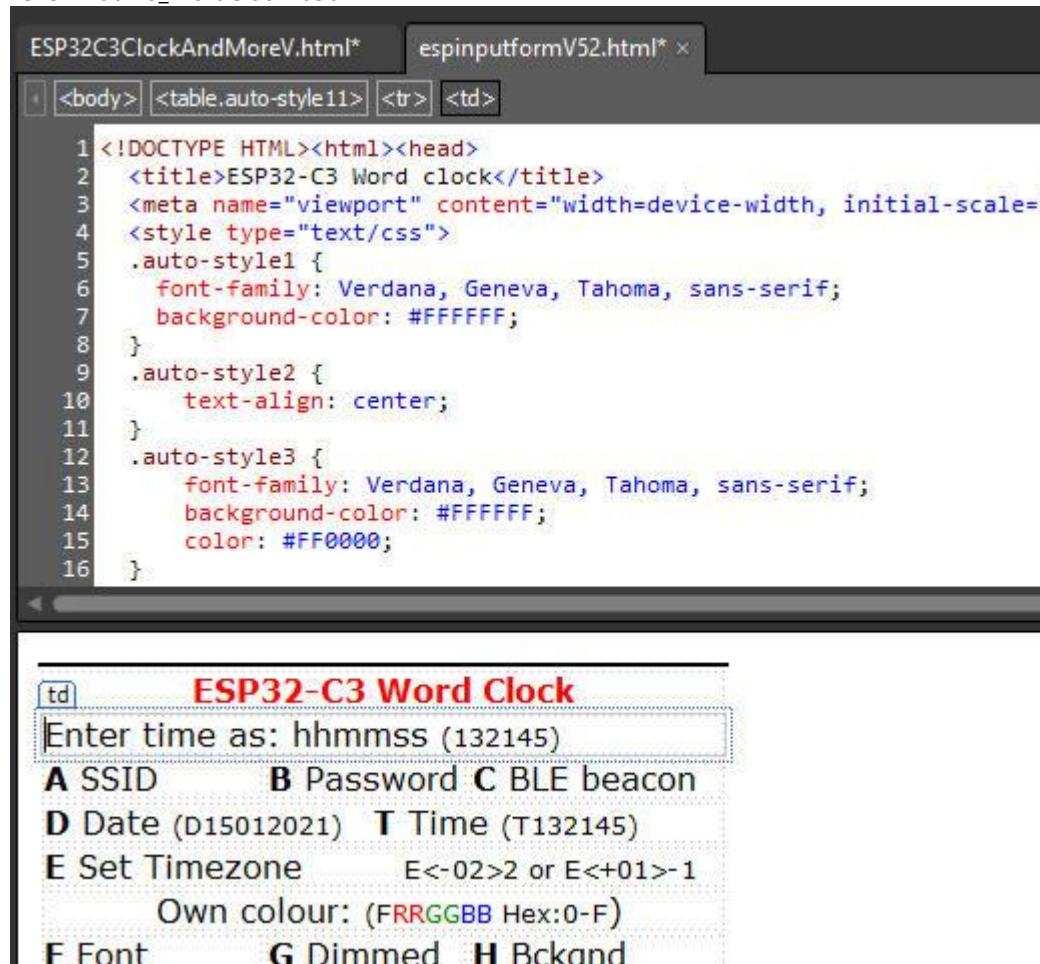 ESP32C3ClockAndMoreV.html* espinputformV52.html* ×
<body> <table.auto-style11> <tr> <td>
1 <!DOCTYPE HTML><html><head>
2 <title>ESP32-C3 Word clock</title>
3 <meta name="viewport" content="width=device-width, initial-scale=
4 <style type="text/css">
5 .auto-style1 {
6 font-family: Verdana, Geneva, Tahoma, sans-serif;
7 background-color: #FFFFFF;
8 }
9 .auto-style2 {
10 text-align: center;
11 }
12 .auto-style3 {
13 font-family: Verdana, Geneva, Tahoma, sans-serif;
14 background-color: #FFFFFF;
15 color: #FF0000;
16 }
td ESP32-C3 Word Clock
Enter time as: hhmmss (132145)
A SSID B Password C BLE beacon
D Date (D15012021) T Time (T132145)
E Set Timezone E<-02>2 or E<+01>-1
Own colour: (FRRGGBB Hex:0-F)
F Font G Dimmed H Bckgnd